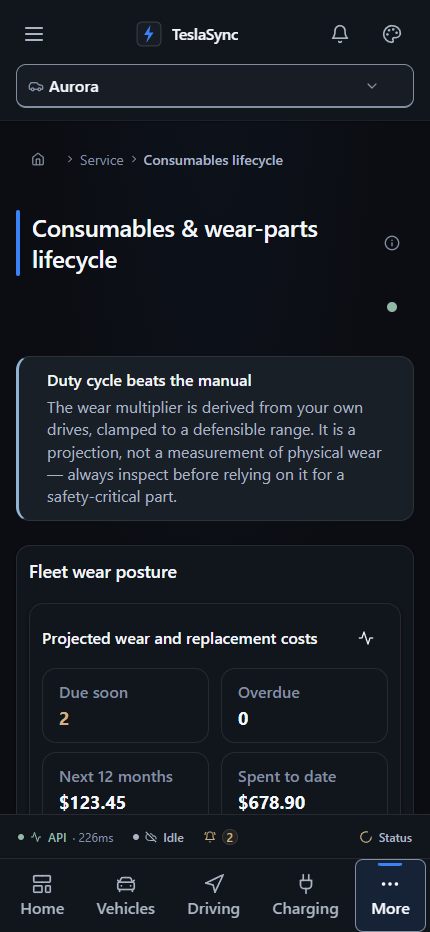 TeslaSync
Aurora
Service
Consumables lifecycle
Consumables & wear-parts
lifecycle
Duty cycle beats the manual
The wear multiplier is derived from your own
drives, clamped to a defensible range. It is a
projection, not a measurement of physical wear
— always inspect before relying on it for a
safety-critical part.
Fleet wear posture
Projected wear and replacement costs
Due soon
2
Overdue
0
Next 12 months
$123.45
Spent to date
$678.90
API · 226ms
Idle
2
Status
Home
Vehicles
Driving
Charging
More